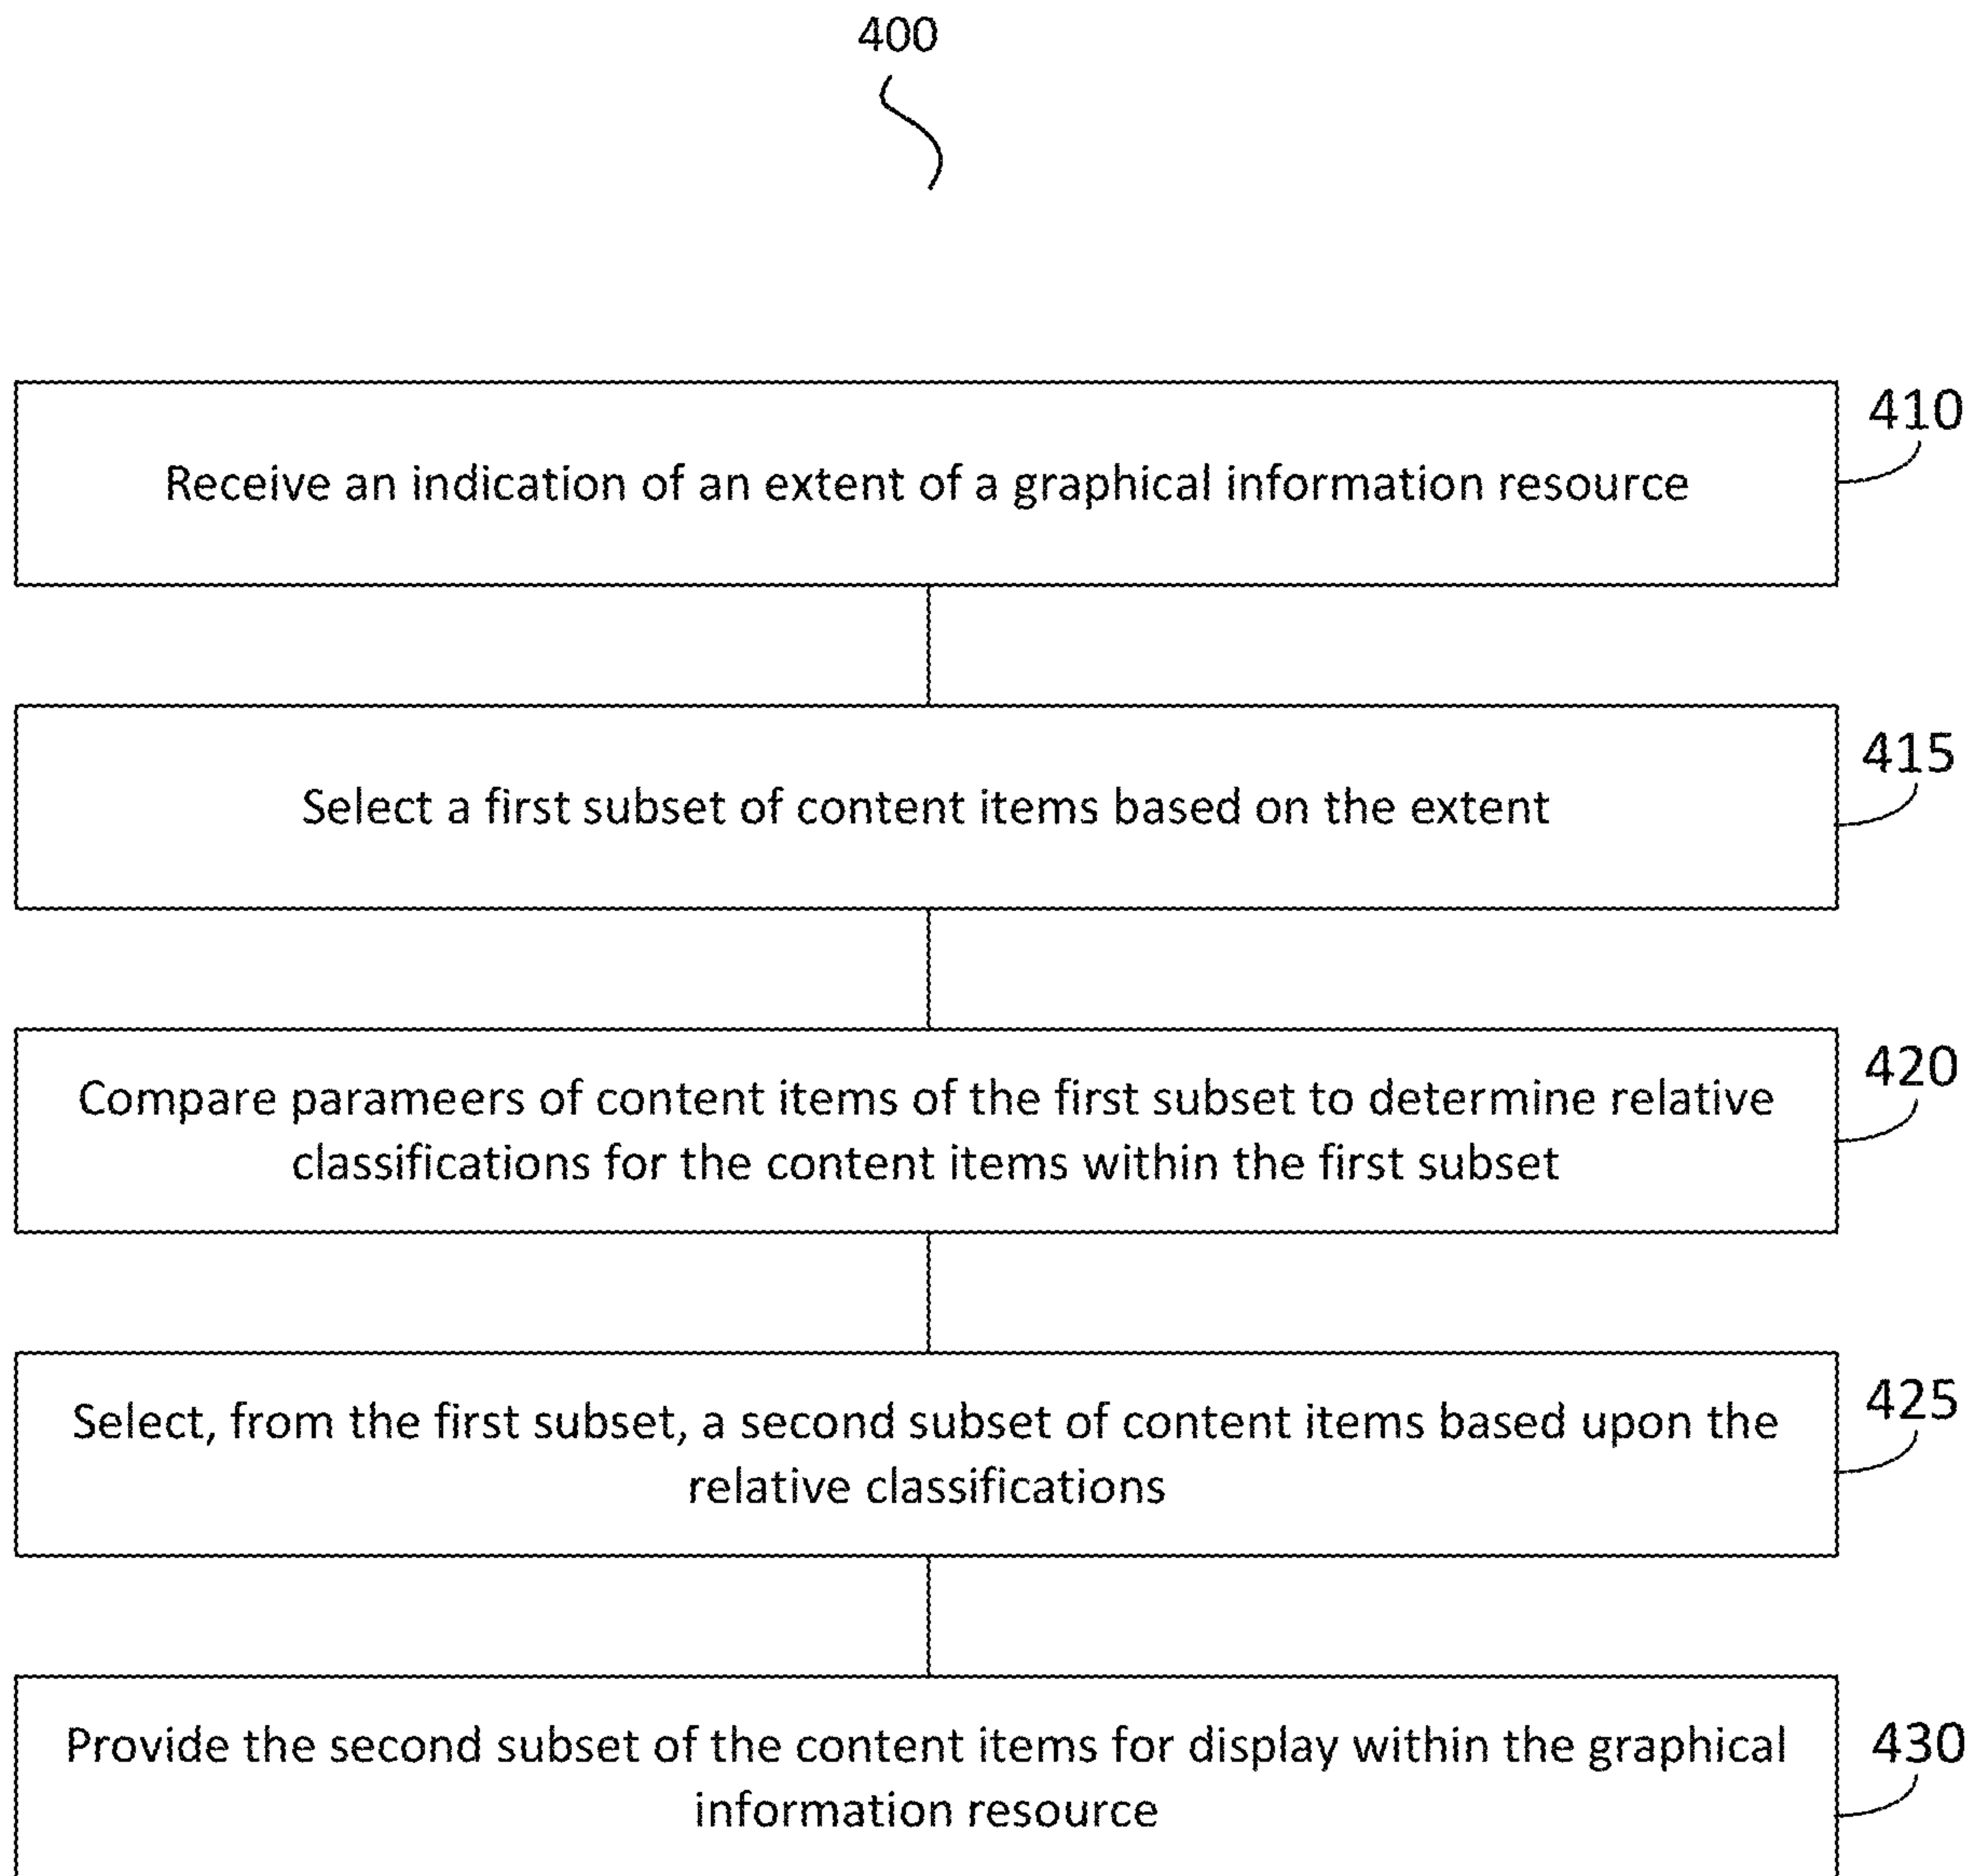 400
410
Receive an indication of an extent of a graphical information resource
415
Select a first subset of content items based on the extent
420
Compare parameers of content items of the first subset to determine relative
classifications for the content items within the first subset
425
Select, from the first subset, a second subset of content items based upon the
relative classifications
430
Provide the second subset of the content items for display within the graphical
information resource